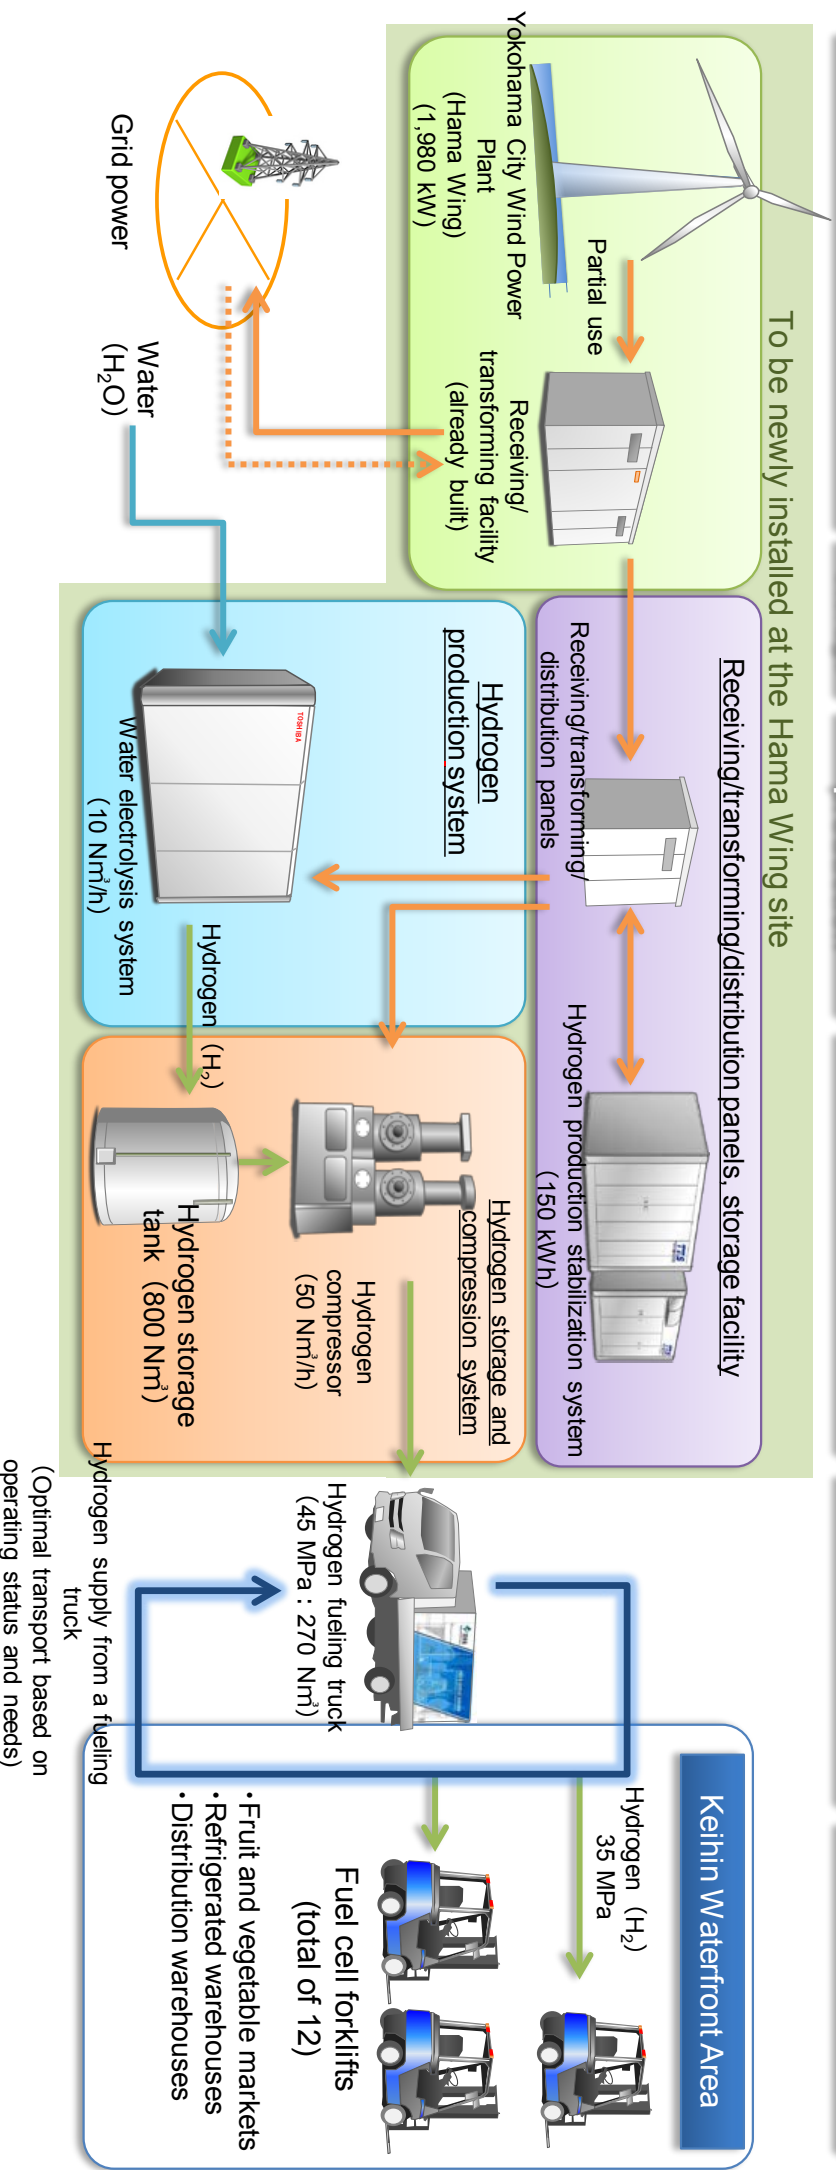 To be newly installed at the Hama Wing site
Yokohama City Wind Power
Plant
(Hama Wing)
(1,980 kW)
Partial use
Receiving/
transforming facility
(already built)
Grid power
Water
(H₂O)
Receiving/transforming/distribution panels, storage facility
Receiving/transforming/
distribution panels
Hydrogen production stabilization system
(150 kWh)
Hydrogen
production system
TOSHIBA
Water electrolysis system
(10 Nm³/h)
Hydrogen (H₂)
Hydrogen storage and
compression system
Hydrogen
compressor
(50 Nm³/h)
Hydrogen storage
tank (800 Nm³)
Hydrogen fueling truck
(45 MPa : 270 Nm³)
Hydrogen supply from a fueling
truck
(Optimal transport based on
operating status and needs)
Keihin Waterfront Area
Hydrogen (H₂)
35 MPa
Fuel cell forklifts
(total of 12)
・Fruit and vegetable markets
・Refrigerated warehouses
・Distribution warehouses